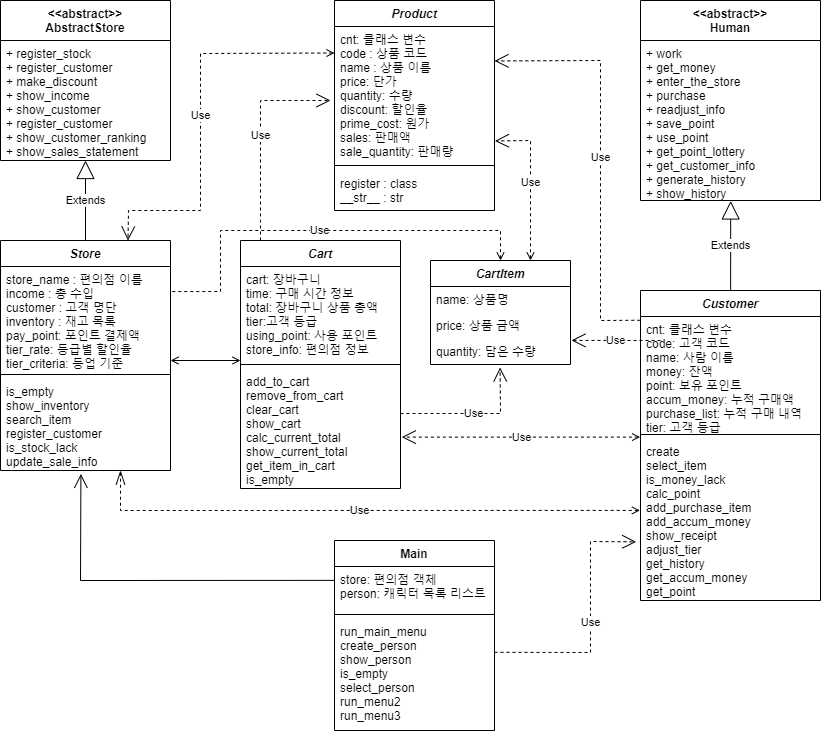 <<abstract>>
AbstractStore
+ register_stock
+ register_customer
+ make_discount
+ show_income
+ show_customer
+ register_customer
+ show_customer_ranking
+ show_sales_statement
Product
cnt: 클래스 변수
code : 상품 코드
name : 상품 이름
price: 단가
quantity: 수량
discount: 할인율
prime_cost: 원가
sales: 판매액
sale_quantity: 판매량
register : class
__str__ : str
<<abstract>>
Human
+ work
+ get_money
+ enter_the_store
+ purchase
+ readjust_info
+ save_point
+ use_point
+ get_point_lottery
+ get_customer_info
+ generate_history
+ show_history
Use
Use
Use
Use
Extends
Extends
Use
Store
store_name : 편의점 이름
income : 총 수입
customer : 고객 명단
inventory : 재고 목록
pay_point: 포인트 결제액
tier_rate: 등급별 할인율
tier_criteria: 등업 기준
is_empty
show_inventory
search_item
register_customer
is_stock_lack
update_sale_info
Cart
cart: 장바구니
time: 구매 시간 정보
total: 장바구니 상품 총액
tier:고객 등급
using_point: 사용 포인트
store_info: 편의점 정보
add_to_cart
remove_from_cart
clear_cart
show_cart
calc_current_total
show_current_total
get_item_in_cart
is_empty
CartItem
name: 상품명
price: 상품 금액
quantity: 담은 수량
Use
Use
Use
Use
Customer
cnt: 클래스 변수
code: 고객 코드
name: 사람 이름
money: 잔액
point: 보유 포인트
accum_money: 누적 구매액
purchase_list: 누적 구매 내역
tier: 고객 등급
create
select_item
is_money_lack
calc_point
add_purchase_item
add_accum_money
show_receipt
adjust_tier
get_history
get_accum_money
get_point
Main
store: 편의점 객체
person: 캐릭터 목록 리스트
run_main_menu
create_person
show_person
is_empty
select_person
run_menu2
run_menu3
Use